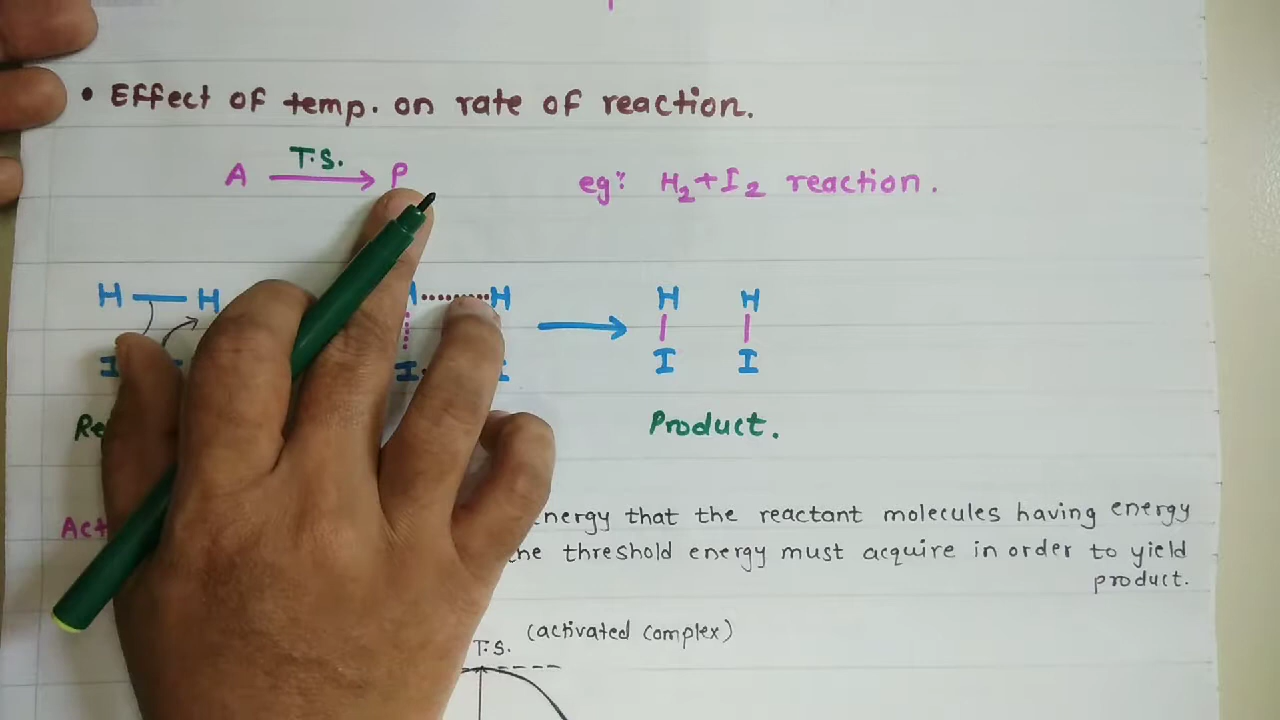 • Effect of temp. on rate of reaction.
A T.S. → P eg: H2+I2 reaction.
H — H H H → H H
I I I I I
Product.
energy that the reactant molecules having energy
the threshold energy must acquire in order to yield
product.
T.S. (activated complex)